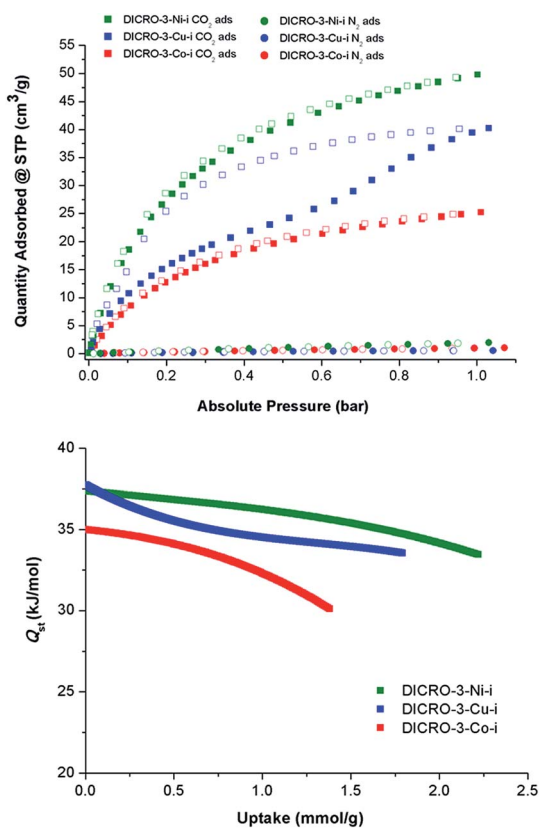 DICRO-3-Ni-i CO2 ads DICRO-3-Ni-i N2 ads
DICRO-3-Cu-i CO2 ads DICRO-3-Cu-i N2 ads
DICRO-3-Co-i CO2 ads DICRO-3-Co-i N2 ads
Quantity Adsorbed @ STP (cm3/g)
55
50
45
40
35
30
25
20
15
10
5
0
0.0 0.2 0.4 0.6 0.8 1.0
Absolute Pressure (bar)
Qst (kJ/mol)
40
35
30
25
20
DICRO-3-Ni-i
DICRO-3-Cu-i
DICRO-3-Co-i
0.0 0.5 1.0 1.5 2.0 2.5
Uptake (mmol/g)